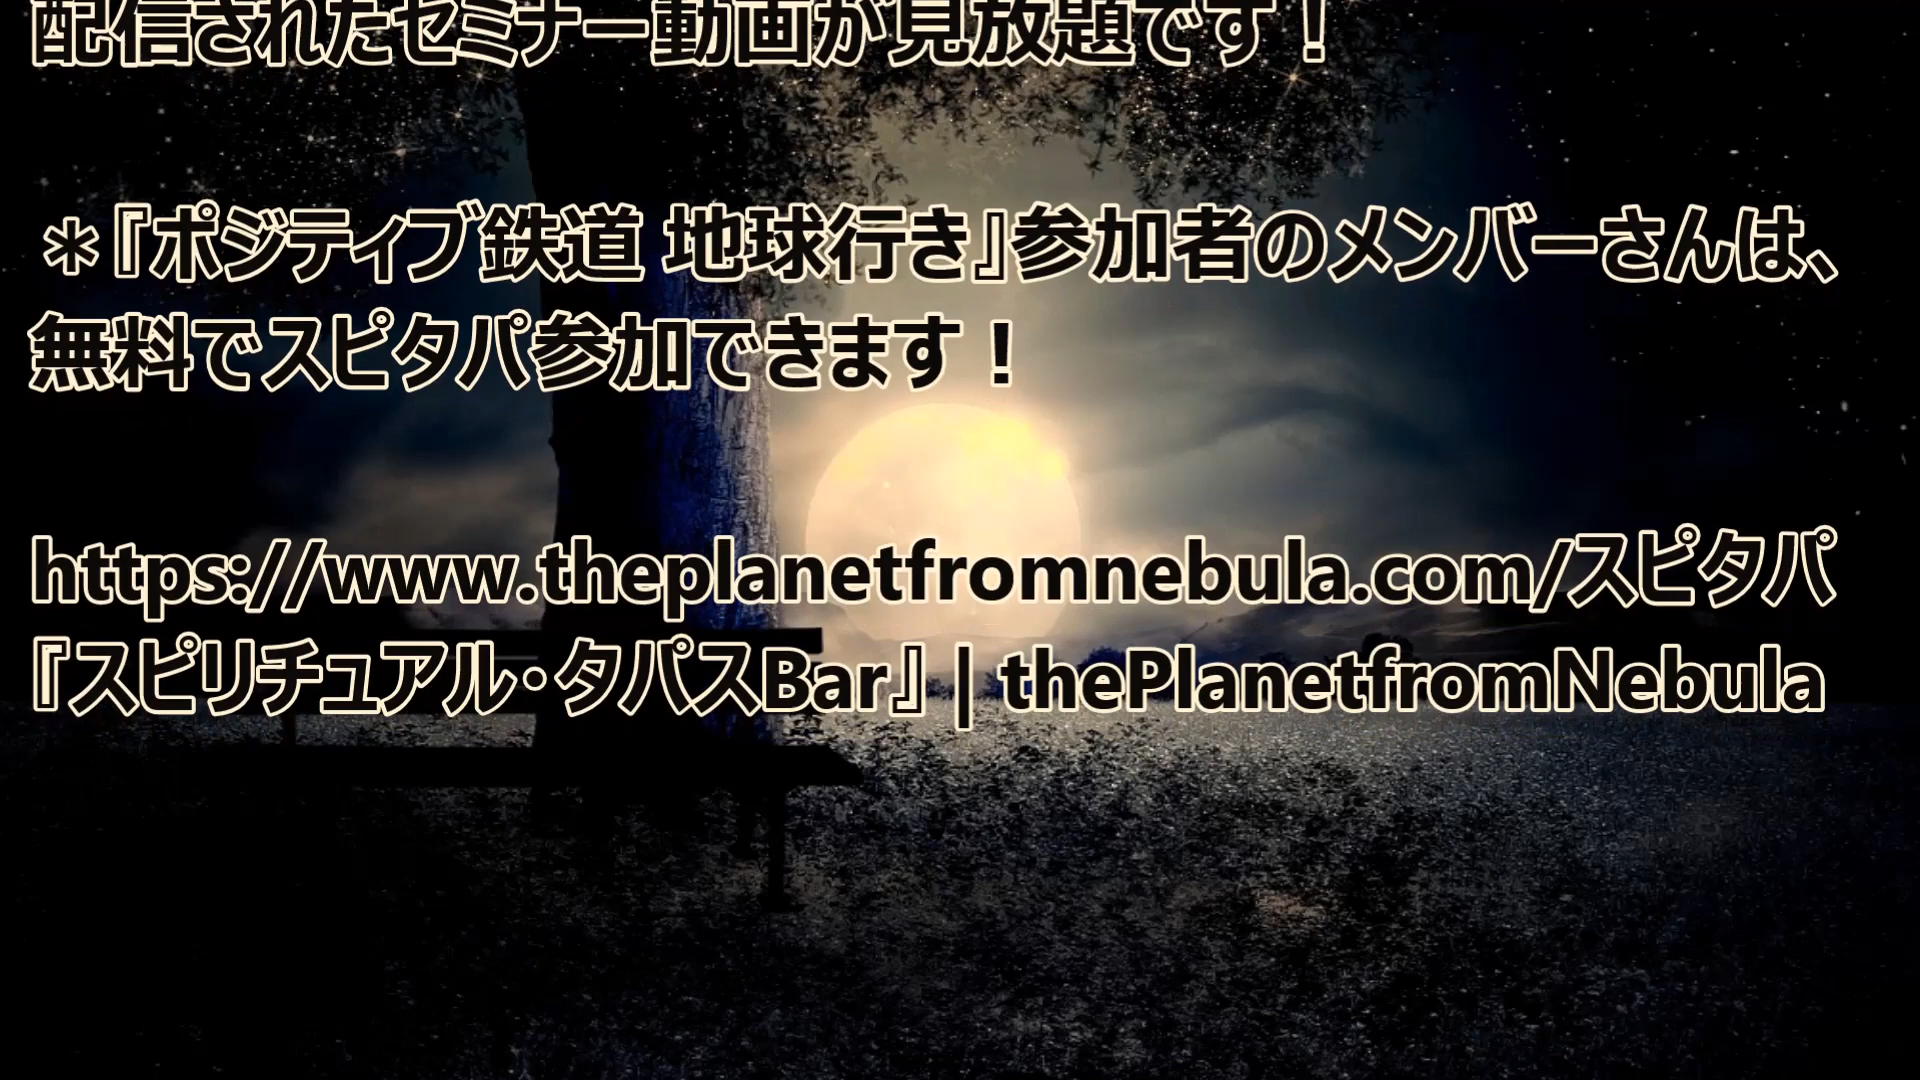 配信されたセミナー動画が見放題です！
＊『ポジティブ鉄道 地球行き』参加者のメンバーさんは、
無料でスピタパ参加できます！
https://www.theplanetfromnebula.com/スピタパ
『スピリチュアル・タパスBar』 | thePlanetfromNebula